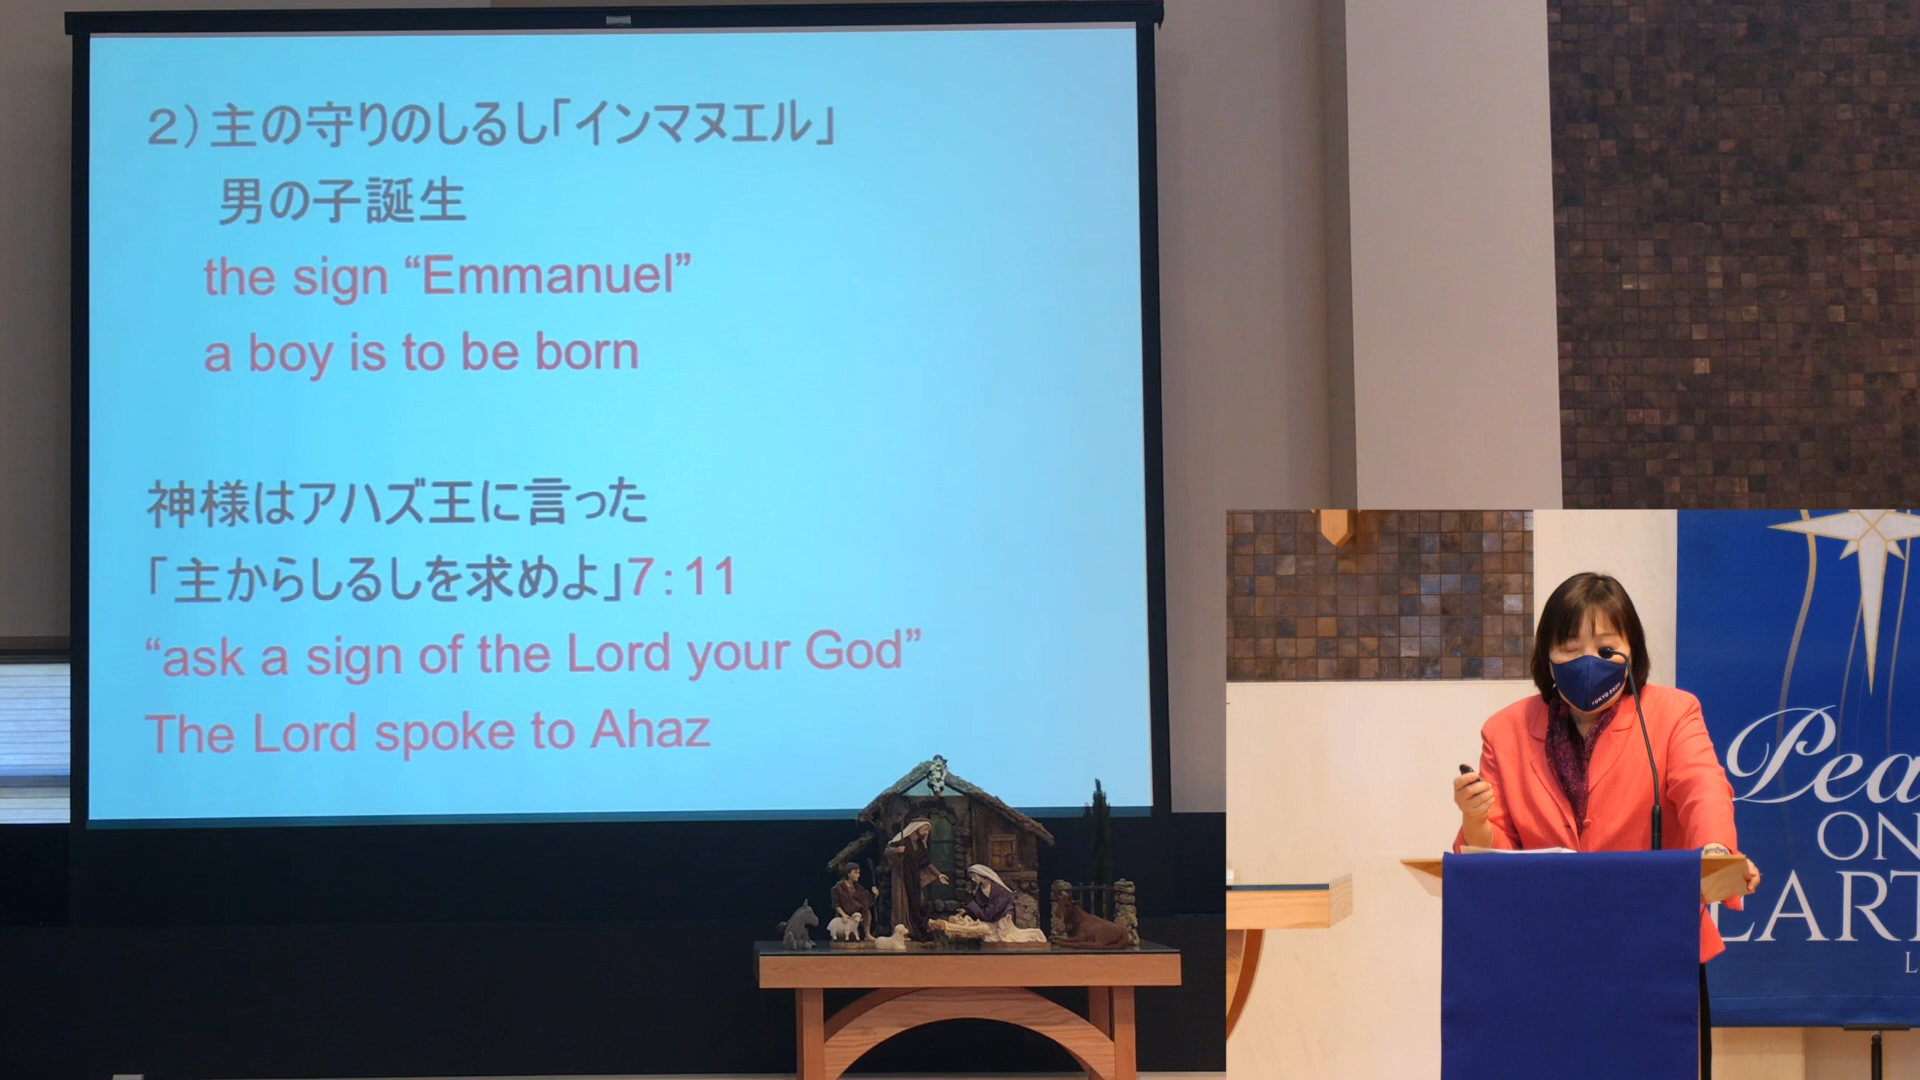 ２）主の守りのしるし「インマヌエル」
男の子誕生
the sign “Emmanuel”
a boy is to be born
神様はアハズ王に言った
「主からしるしを求めよ」7：11
“ask a sign of the Lord your God”
The Lord spoke to Ahaz
TOKYO 2020
Pea
ON
EART
L